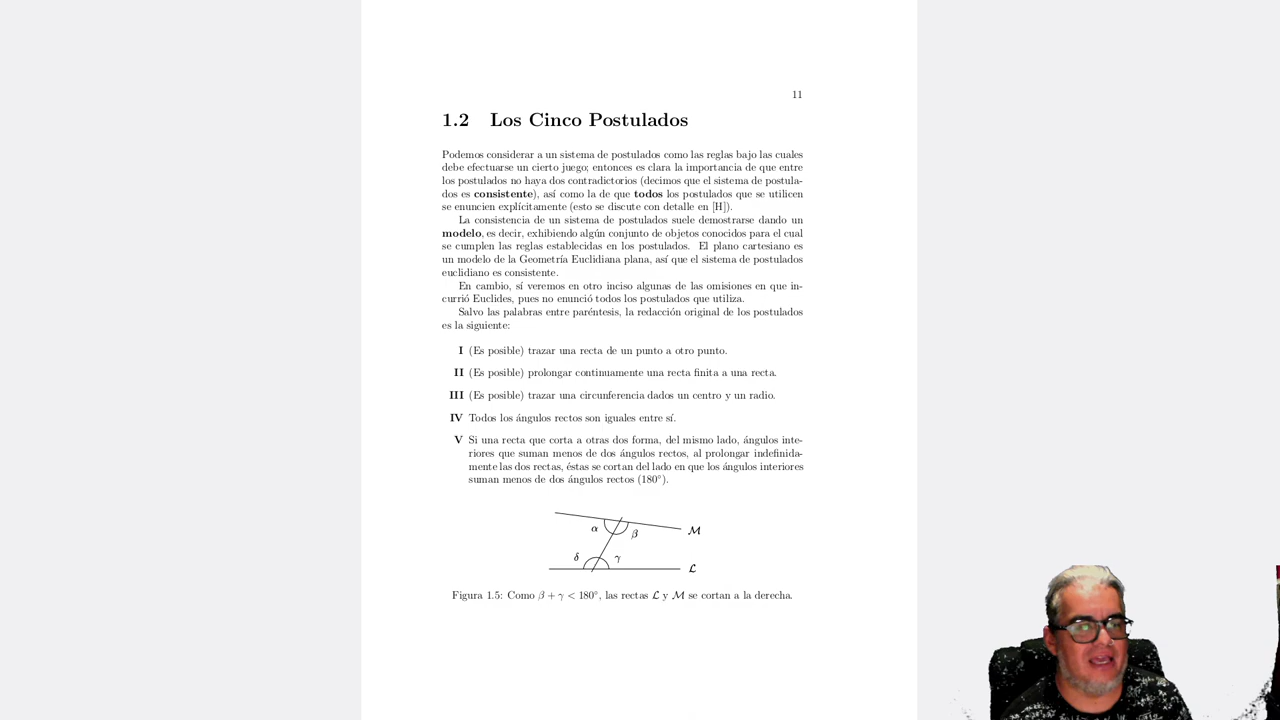 11
1.2 Los Cinco Postulados
Podemos considerar a un sistema de postulados como las reglas bajo las cuales
debe efectuarse un cierto juego; entonces es clara la importancia de que entre
los postulados no haya dos contradictorios (decimos que el sistema de postula-
dos es consistente), así como la de que todos los postulados que se utilicen
se enuncien explícitamente (esto se discute con detalle en [H]).
La consistencia de un sistema de postulados suele demostrarse dando un
modelo, es decir, exhibiendo algún conjunto de objetos conocidos para el cual
se cumplen las reglas establecidas en los postulados. El plano cartesiano es
un modelo de la Geometría Euclidiana plana, así que el sistema de postulados
euclidiano es consistente.
En cambio, sí veremos en otro inciso algunas de las omisiones en que in-
currió Euclides, pues no enunció todos los postulados que utiliza.
Salvo las palabras entre paréntesis, la redacción original de los postulados
es la siguiente:
I (Es posible) trazar una recta de un punto a otro punto.
II (Es posible) prolongar continuamente una recta finita a una recta.
III (Es posible) trazar una circunferencia dados un centro y un radio.
IV Todos los ángulos rectos son iguales entre sí.
V Si una recta que corta a otras dos forma, del mismo lado, ángulos inte-
riores que suman menos de dos ángulos rectos, al prolongar indefinida-
mente las dos rectas, éstas se cortan del lado en que los ángulos interiores
suman menos de dos ángulos rectos (180°).
α β ℳ
δ γ ℒ
Figura 1.5: Como β + γ < 180°, las rectas ℒ y ℳ se cortan a la derecha.